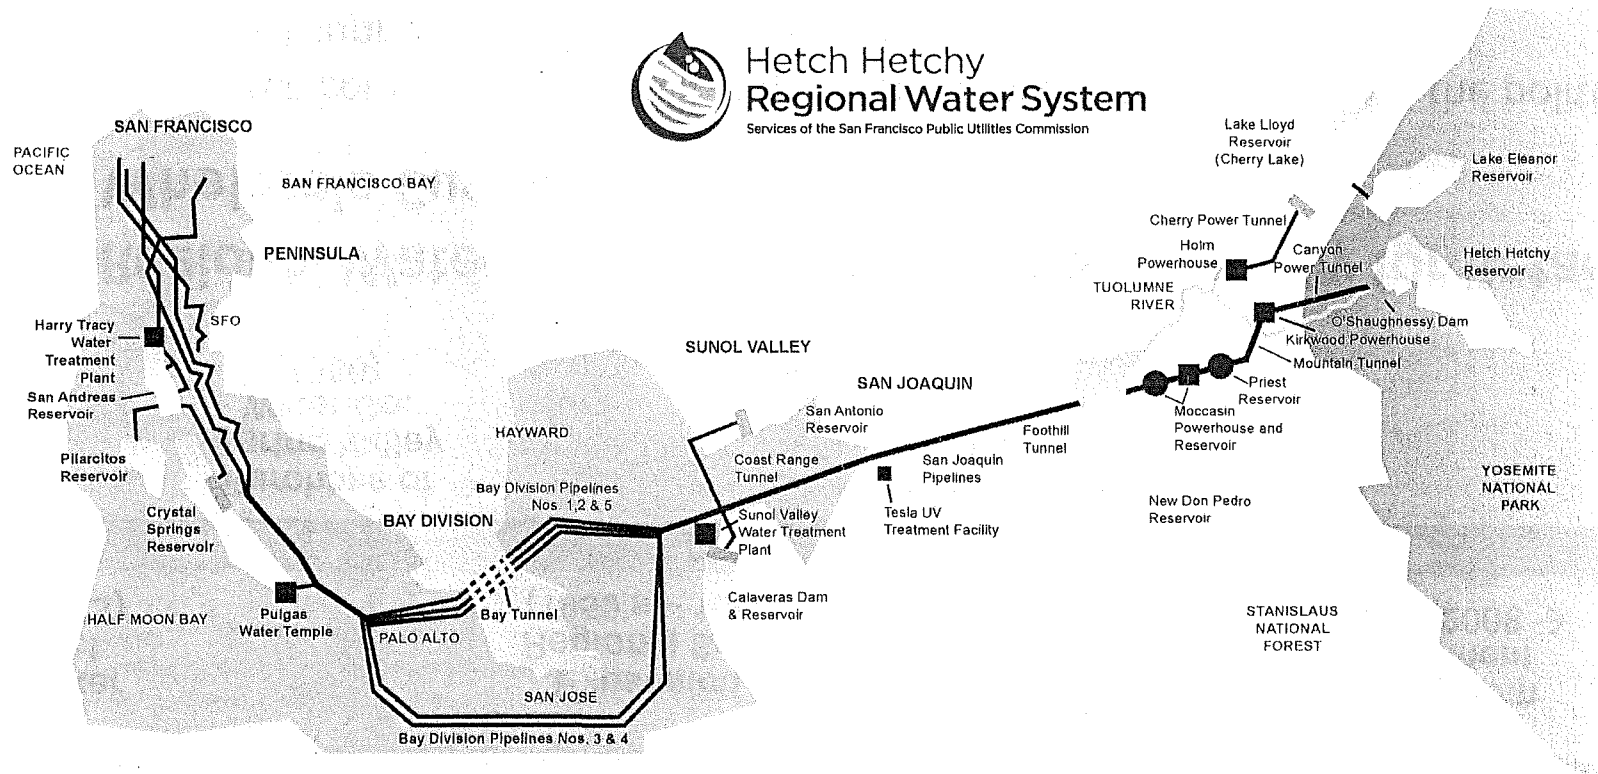 Hetch Hetchy
Regional Water System
Services of the San Francisco Public Utilities Commission
SAN FRANCISCO
PACIFIC
OCEAN
SAN FRANCISCO BAY
PENINSULA
SFO
Harry Tracy
Water
Treatment
Plant
San Andreas
Reservoir
Pilarcitos
Reservoir
Crystal
Springs
Reservoir
HALF MOON BAY
Pulgas
Water Temple
PALO ALTO
BAY DIVISION
HAYWARD
Bay Division Pipelines
Nos. 1,2 & 5
Bay Tunnel
SAN JOSE
Bay Division Pipelines Nos. 3 & 4
SUNOL VALLEY
San Antonio
Reservoir
Coast Range
Tunnel
Sunol Valley
Water Treatment
Plant
Calaveras Dam
& Reservoir
SAN JOAQUIN
San Joaquin
Pipelines
Tesla UV
Treatment Facility
Foothill
Tunnel
Lake Lloyd
Reservoir
(Cherry Lake)
Lake Eleanor
Reservoir
Cherry Power Tunnel
Holm
Powerhouse
Canyon
Power Tunnel
Hetch Hetchy
Reservoir
TUOLUMNE
RIVER
O'Shaughnessy Dam
Kirkwood Powerhouse
Mountain Tunnel
Priest
Reservoir
Moccasin
Powerhouse and
Reservoir
New Don Pedro
Reservoir
YOSEMITE
NATIONAL
PARK
STANISLAUS
NATIONAL
FOREST